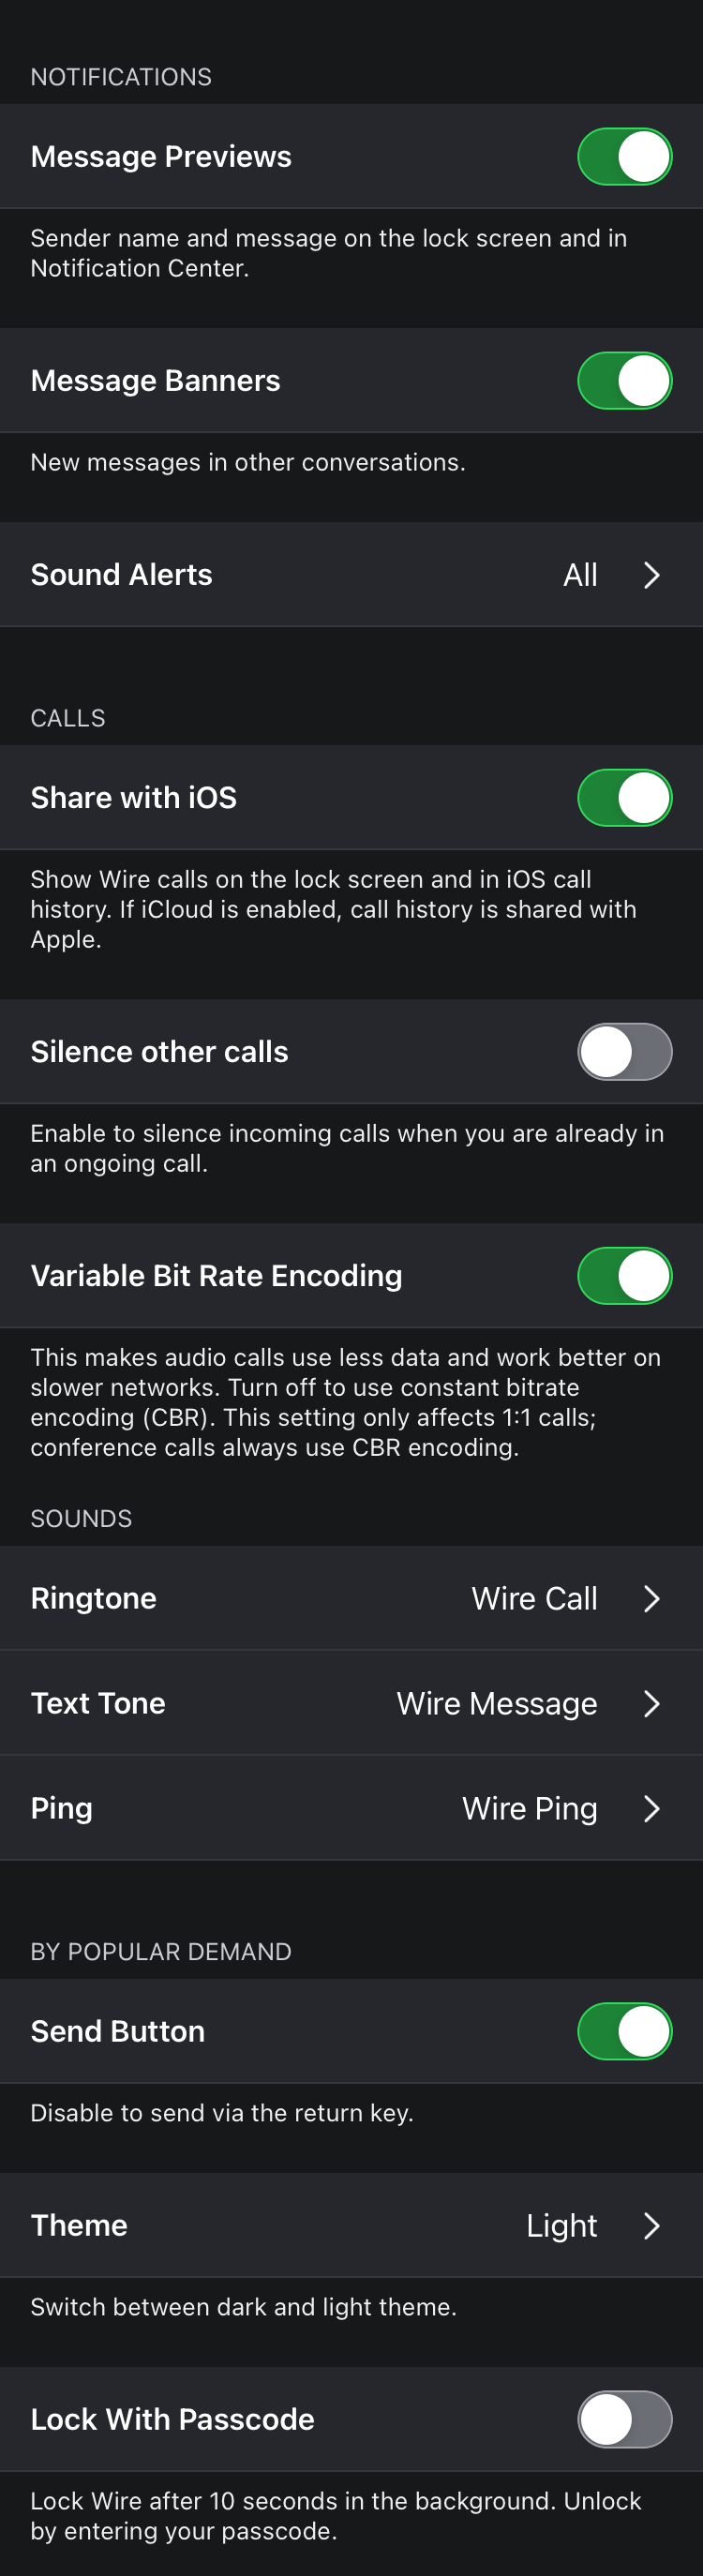 NOTIFICATIONS
Message Previews
Sender name and message on the lock screen and in
Notification Center.
Message Banners
New messages in other conversations.
Sound Alerts All
CALLS
Share with iOS
Show Wire calls on the lock screen and in iOS call
history. If iCloud is enabled, call history is shared with
Apple.
Silence other calls
Enable to silence incoming calls when you are already in
an ongoing call.
Variable Bit Rate Encoding
This makes audio calls use less data and work better on
slower networks. Turn off to use constant bitrate
encoding (CBR). This setting only affects 1:1 calls;
conference calls always use CBR encoding.
SOUNDS
Ringtone Wire Call
Text Tone Wire Message
Ping Wire Ping
BY POPULAR DEMAND
Send Button
Disable to send via the return key.
Theme Light
Switch between dark and light theme.
Lock With Passcode
Lock Wire after 10 seconds in the background. Unlock
by entering your passcode.